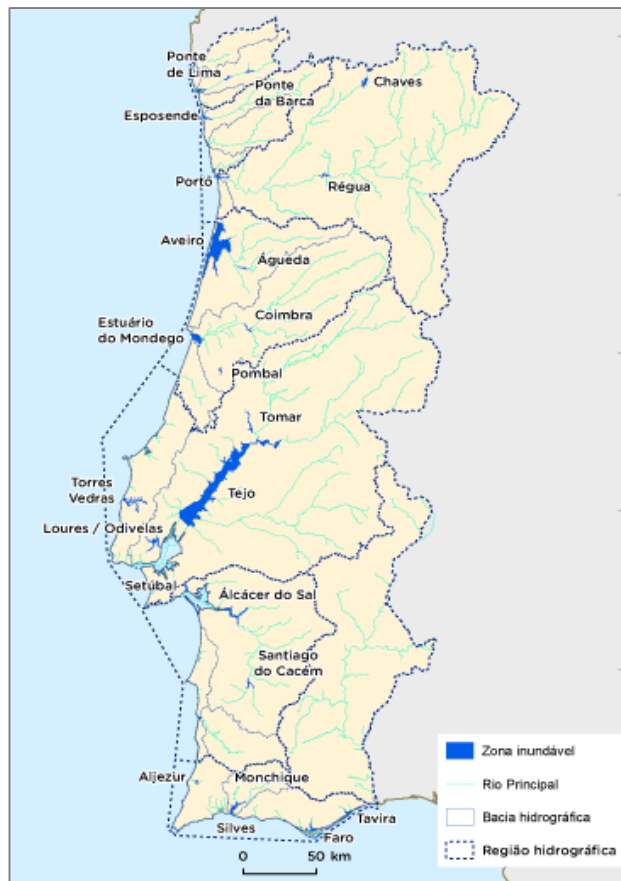 Ponte
de Lima
Ponte
da Barca
Chaves
Esposende
Porto
Régua
Aveiro
Águeda
Estuário
do Mondego
Coimbra
Pombal
Tomar
Torres
Vedras
Tejo
Loures / Odivelas
Setúbal
Álcácer do Sal
Santiago
do Cacém
Aljezur
Monchique
Silves
Tavira
Faro
0 50 km
Zona inundável
Rio Principal
Bacia hidrográfica
Região hidrográfica